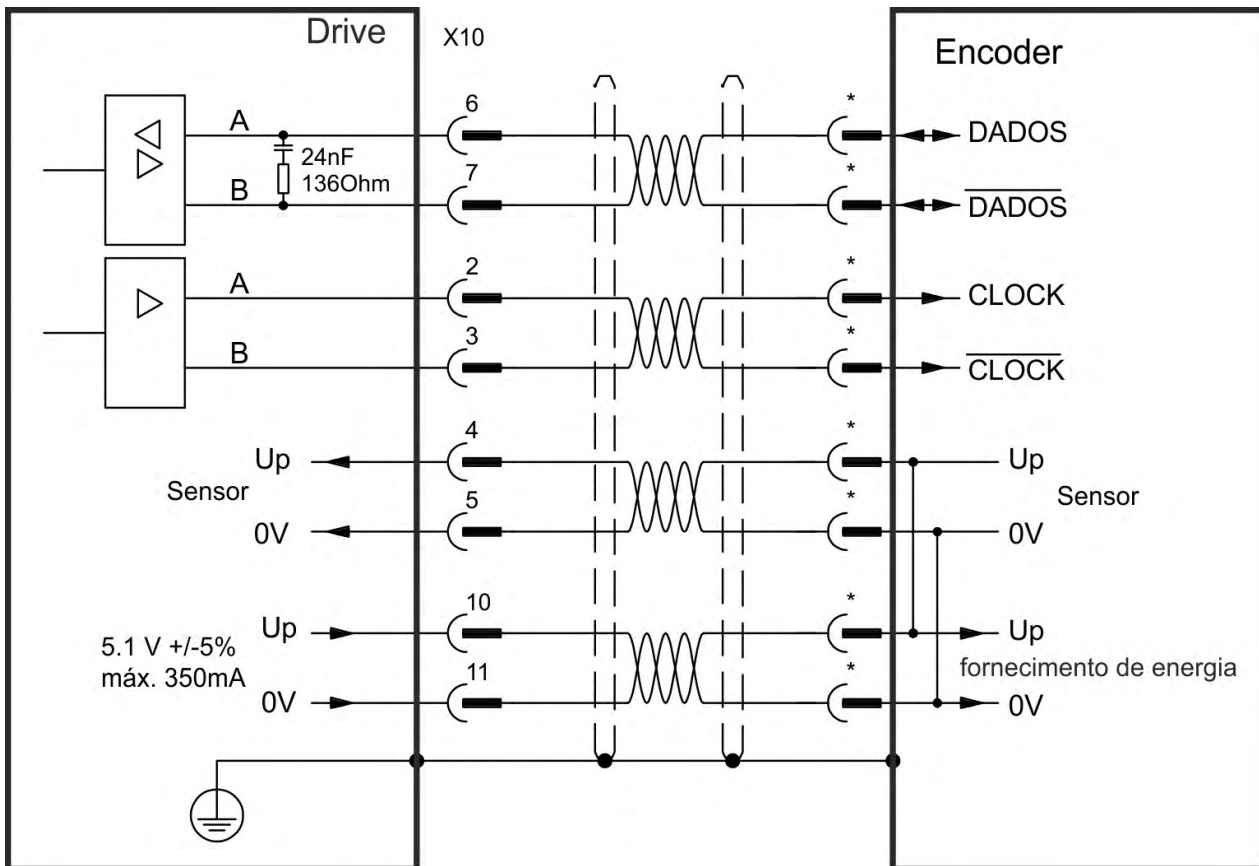 Drive
X10
Encoder
A
6
*
DADOS
24nF
136Ohm
B
7
*
DADOS
A
2
*
CLOCK
B
3
*
CLOCK
Up
4
*
Up
Sensor
Sensor
0V
5
*
0V
Up
10
*
Up
5.1 V +/-5%
máx. 350mA
fornecimento de energia
0V
11
*
0V